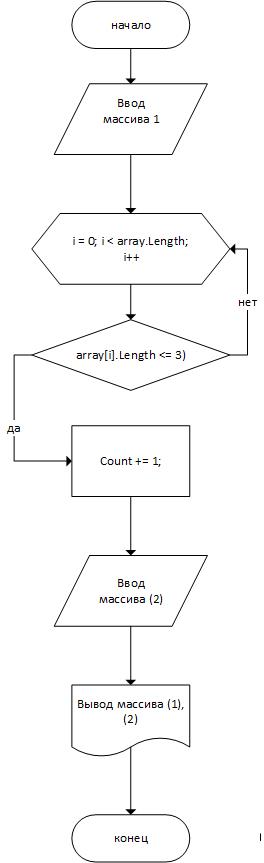 начало
Ввод
массива 1
i = 0; i < array.Length;
i++
нет
array[i].Length <= 3)
да
Count += 1;
Ввод
массива (2)
Вывод массива (1),
(2)
конец